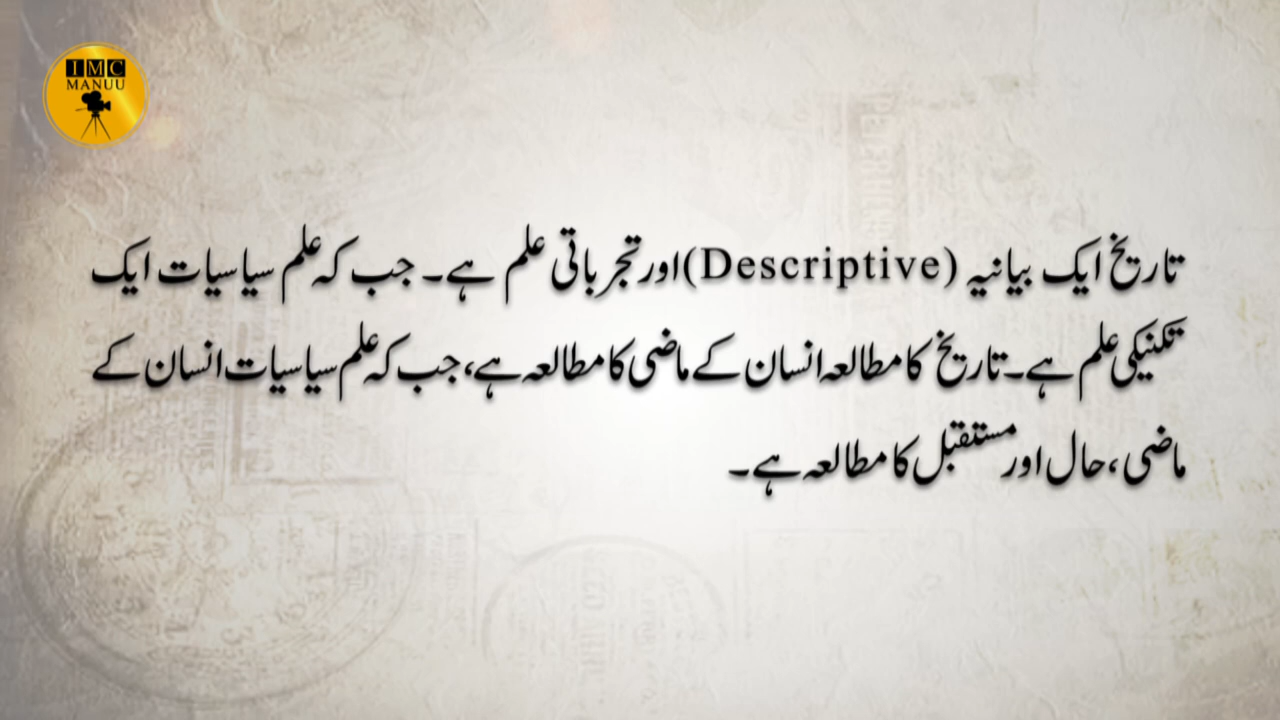 IMC
MANUU
تاریخ ایک بیانیہ (Descriptive) اور تجرباتی علم ہے۔ جب کہ علم سیاسیات ایک
تکنیکی علم ہے۔ تاریخ کا مطالعہ انسان کے ماضی کا مطالعہ ہے، جب کہ علم سیاسیات انسان کے
ماضی، حال اور مستقبل کا مطالعہ ہے۔